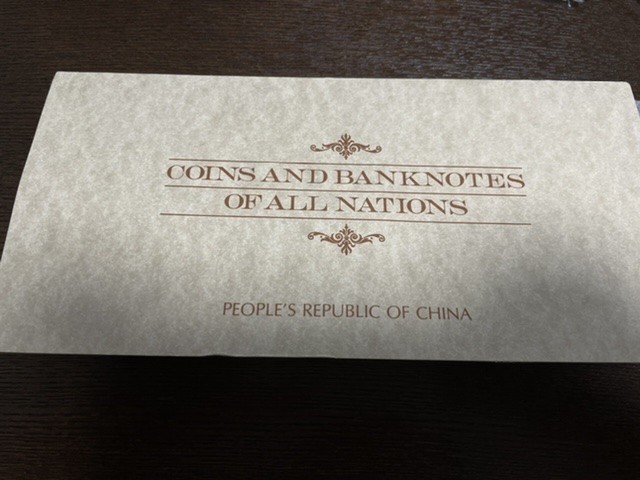 COINS AND BANKNOTES
OF ALL NATIONS
PEOPLE'S REPUBLIC OF CHINA